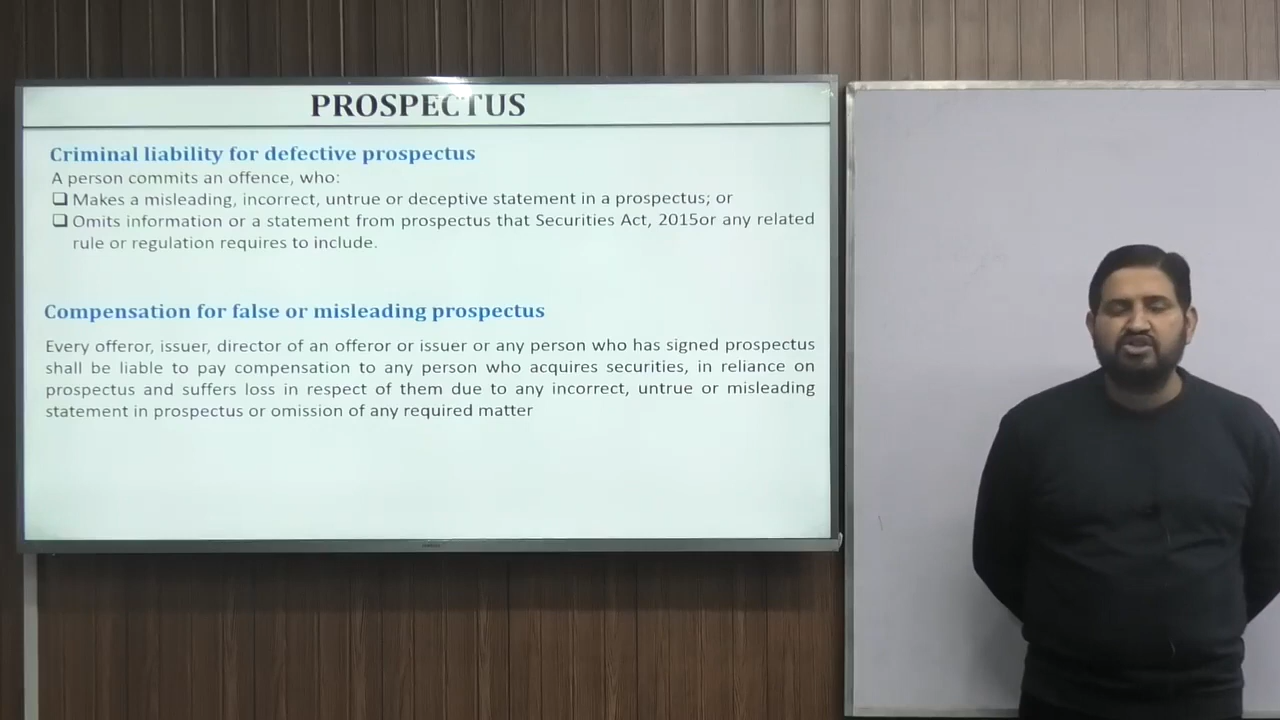 PROSPECTUS
Criminal liability for defective prospectus
A person commits an offence, who:
Makes a misleading, incorrect, untrue or deceptive statement in a prospectus; or
Omits information or a statement from prospectus that Securities Act, 2015or any related
rule or regulation requires to include.
Compensation for false or misleading prospectus
Every offeror, issuer, director of an offeror or issuer or any person who has signed prospectus
shall be liable to pay compensation to any person who acquires securities, in reliance on
prospectus and suffers loss in respect of them due to any incorrect, untrue or misleading
statement in prospectus or omission of any required matter